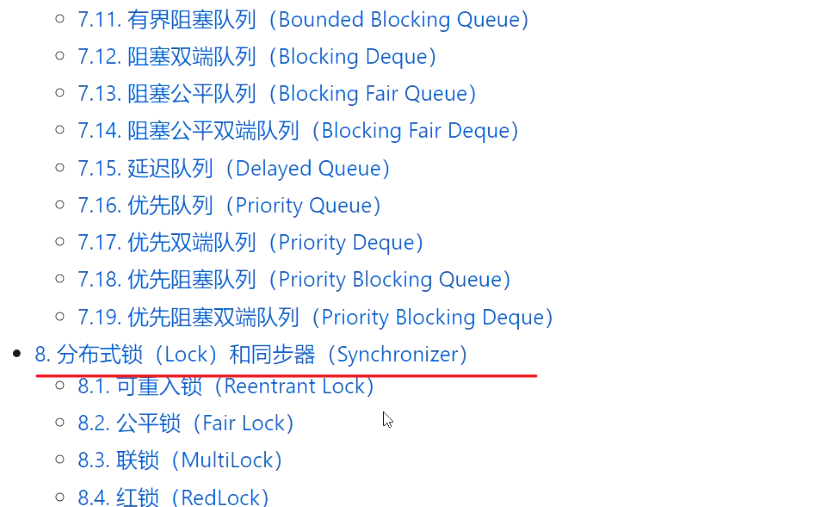 7.11. 有界阻塞队列（Bounded Blocking Queue）
7.12. 阻塞双端队列（Blocking Deque）
7.13. 阻塞公平队列（Blocking Fair Queue）
7.14. 阻塞公平双端队列（Blocking Fair Deque）
7.15. 延迟队列（Delayed Queue）
7.16. 优先队列（Priority Queue）
7.17. 优先双端队列（Priority Deque）
7.18. 优先阻塞队列（Priority Blocking Queue）
7.19. 优先阻塞双端队列（Priority Blocking Deque）
8. 分布式锁（Lock）和同步器（Synchronizer）
8.1. 可重入锁（Reentrant Lock）
8.2. 公平锁（Fair Lock）
8.3. 联锁（MultiLock）
8.4. 红锁（RedLock）